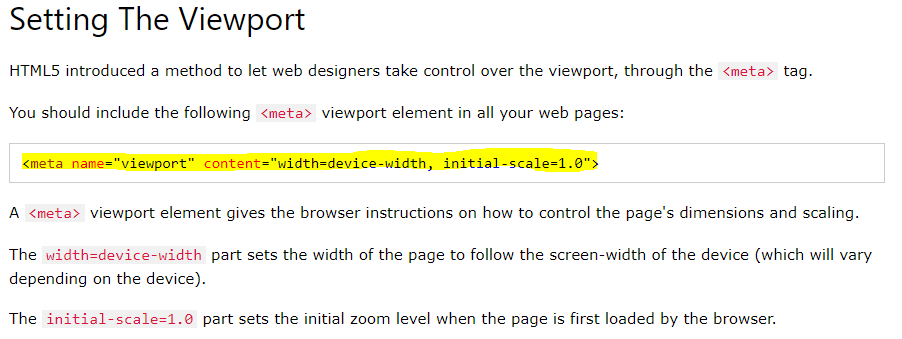 Setting The Viewport
HTML5 introduced a method to let web designers take control over the viewport, through the <meta> tag.
You should include the following <meta> viewport element in all your web pages:
<meta name="viewport" content="width=device-width, initial-scale=1.0">
A <meta> viewport element gives the browser instructions on how to control the page's dimensions and scaling.
The width=device-width part sets the width of the page to follow the screen-width of the device (which will vary
depending on the device).
The initial-scale=1.0 part sets the initial zoom level when the page is first loaded by the browser.